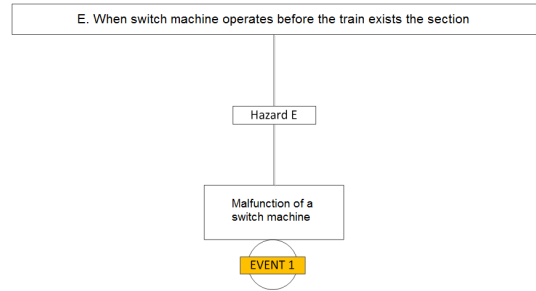 E. When switch machine operates before the train exists the section
Hazard E
Malfunction of a
switch machine
EVENT 1